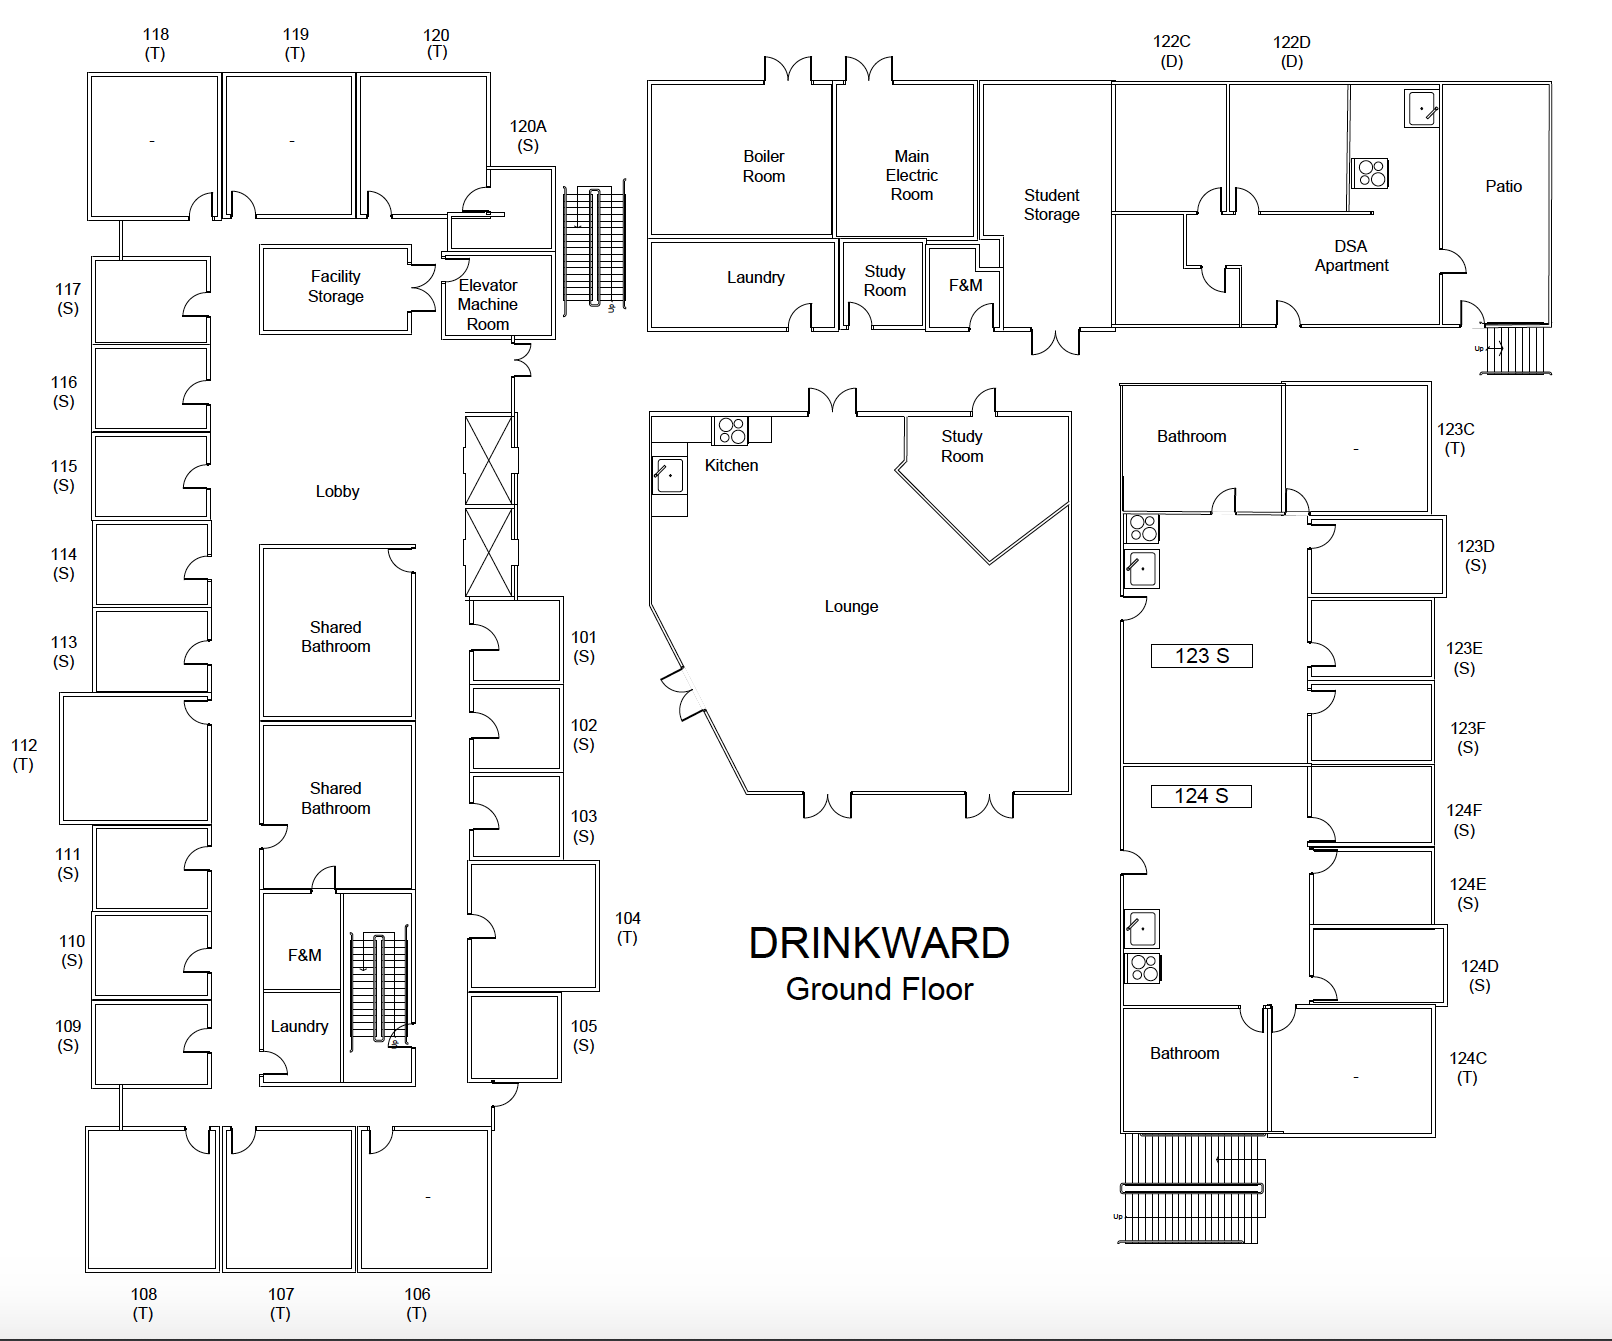 118
(T)
119
(T)
120
(T)
122C
(D)
122D
(D)
120A
(S)
Boiler
Room
Main
Electric
Room
Student
Storage
Patio
DSA
Apartment
Facility
Storage
Elevator
Machine
Room
Up
Laundry
Study
Room
F&M
Up
117
(S)
116
(S)
115
(S)
114
(S)
113
(S)
112
(T)
111
(S)
110
(S)
109
(S)
Lobby
Shared
Bathroom
Shared
Bathroom
F&M
Laundry
Up
101
(S)
102
(S)
103
(S)
104
(T)
105
(S)
108
(T)
107
(T)
106
(T)
Kitchen
Study
Room
Lounge
DRINKWARD
Ground Floor
Bathroom
123C
(T)
123D
(S)
123 S
123E
(S)
123F
(S)
124 S
124F
(S)
124E
(S)
124D
(S)
Bathroom
124C
(T)
Up